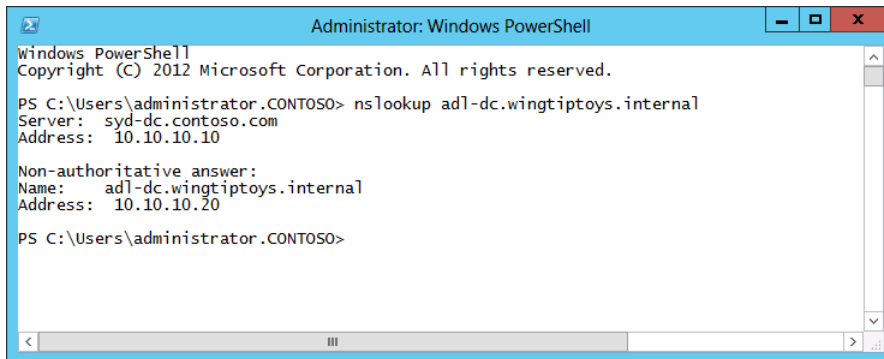 Administrator: Windows PowerShell
Windows PowerShell
Copyright (C) 2012 Microsoft Corporation. All rights reserved.
PS C:\Users\administrator.CONTOSO> nslookup adl-dc.wingtiptoys.internal
Server:  syd-dc.contoso.com
Address:  10.10.10.10
Non-authoritative answer:
Name:    adl-dc.wingtiptoys.internal
Address:  10.10.10.20
PS C:\Users\administrator.CONTOSO>